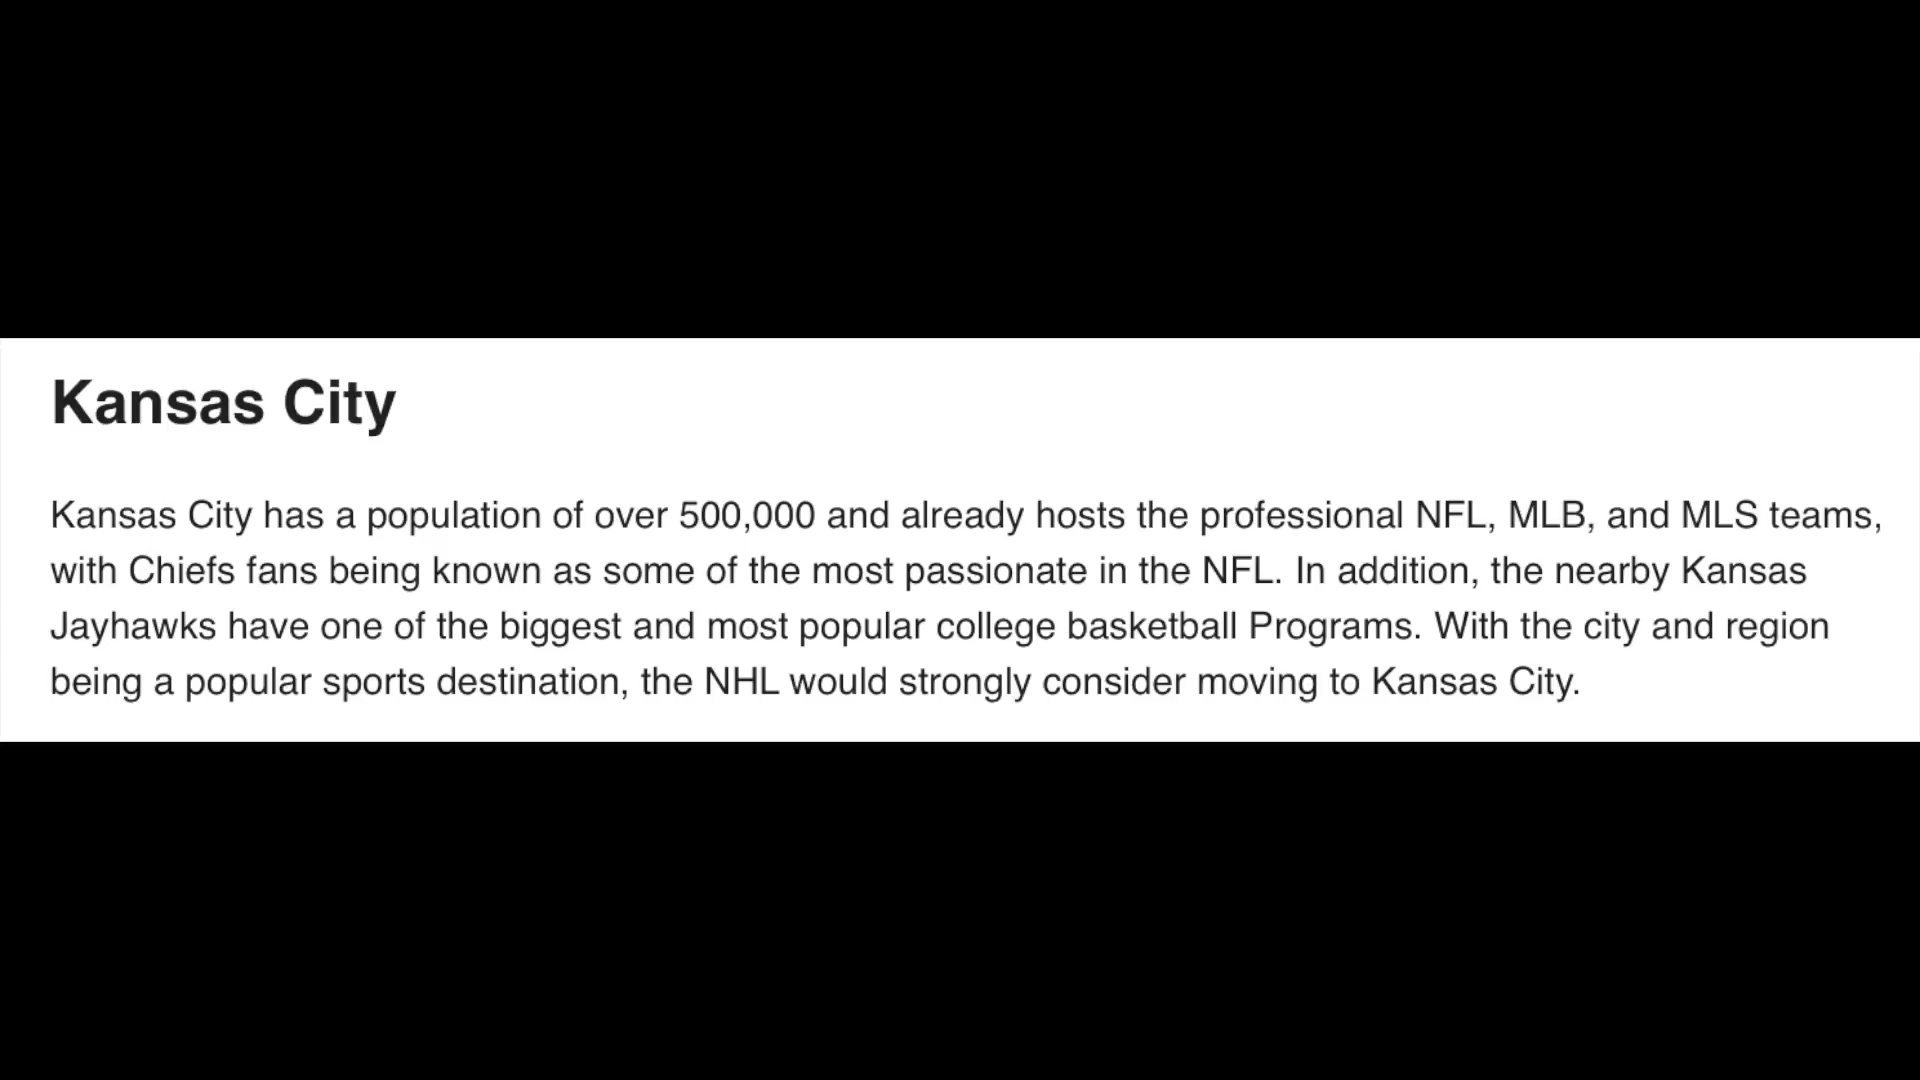 Kansas City
Kansas City has a population of over 500,000 and already hosts the professional NFL, MLB, and MLS teams,
with Chiefs fans being known as some of the most passionate in the NFL. In addition, the nearby Kansas
Jayhawks have one of the biggest and most popular college basketball Programs. With the city and region
being a popular sports destination, the NHL would strongly consider moving to Kansas City.